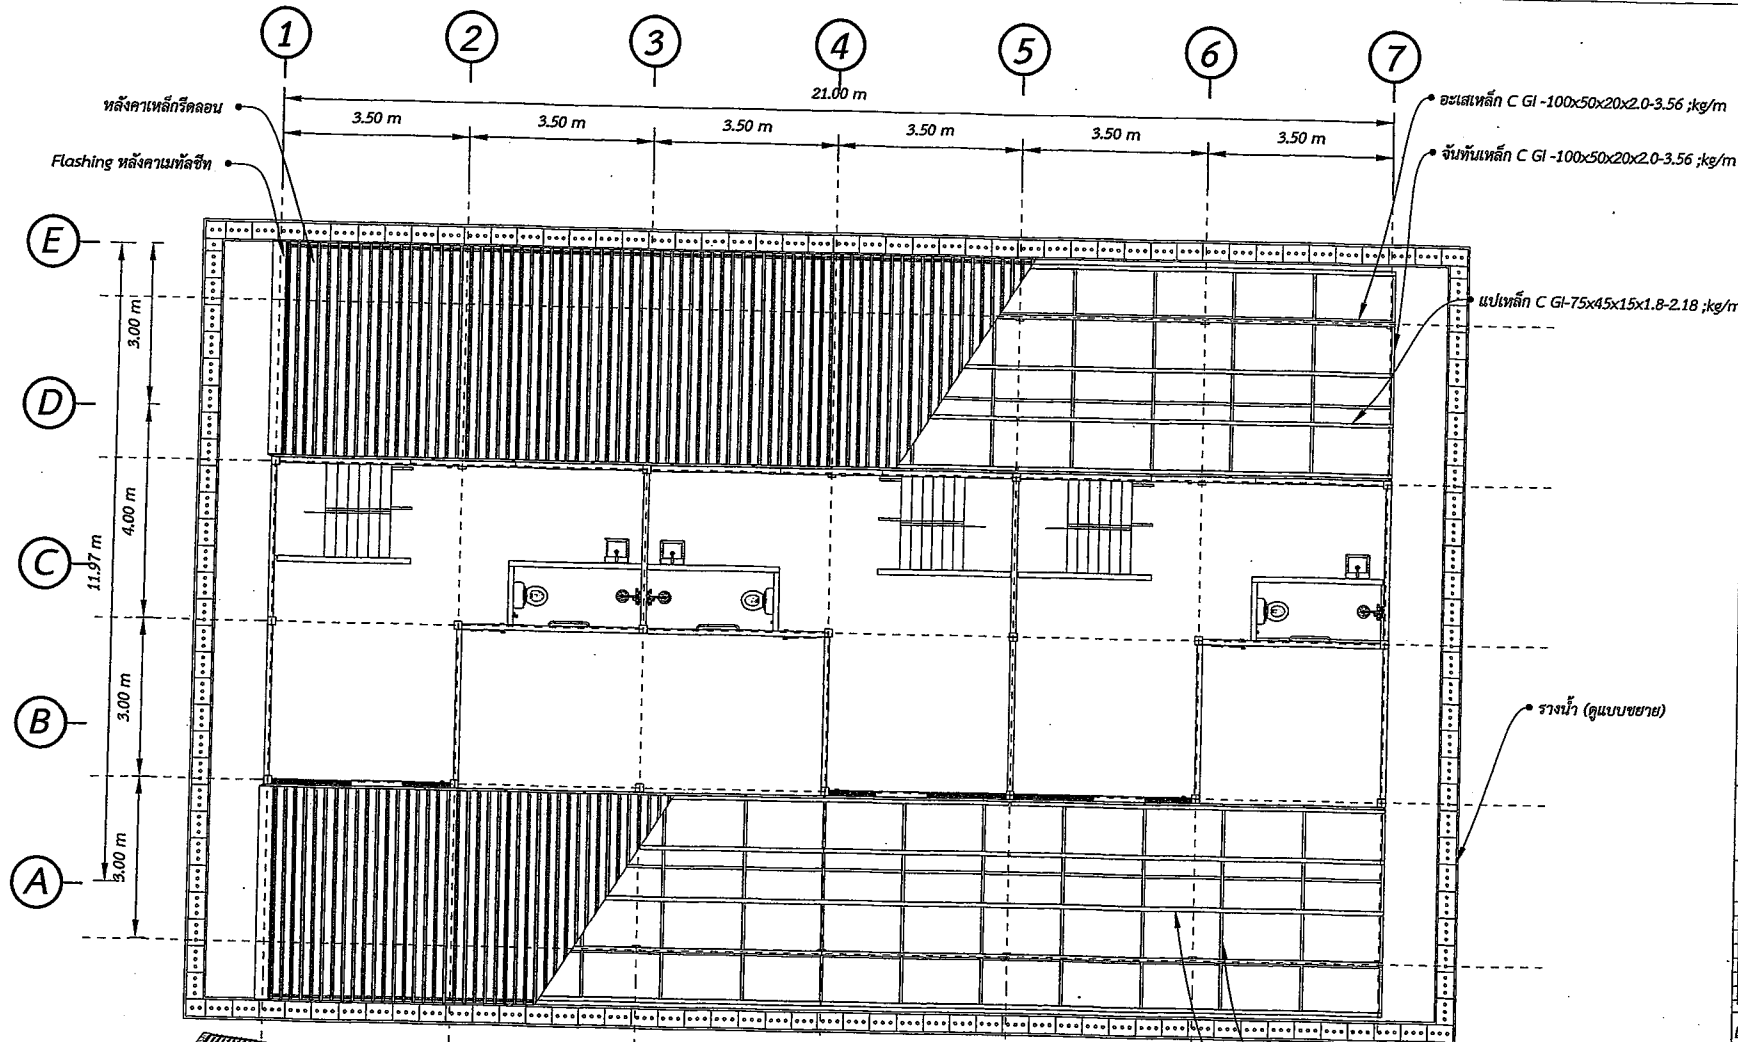 1 2 3 4 5 6 7
21.00 m
3.50 m 3.50 m 3.50 m 3.50 m 3.50 m 3.50 m
หลังคาเหล็กรีดลอน
Flashing หลังคาเมทัลชีท
อะเสเหล็ก C GI -100x50x20x2.0-3.56 ;kg/m
จันทันเหล็ก C GI -100x50x20x2.0-3.56 ;kg/m
แปเหล็ก C GI-75x45x15x1.8-2.18 ;kg/m
E
3.00 m
D
4.00 m
C
11.97 m
3.00 m
B
รางน้ำ (ดูแบบขยาย)
3.00 m
A